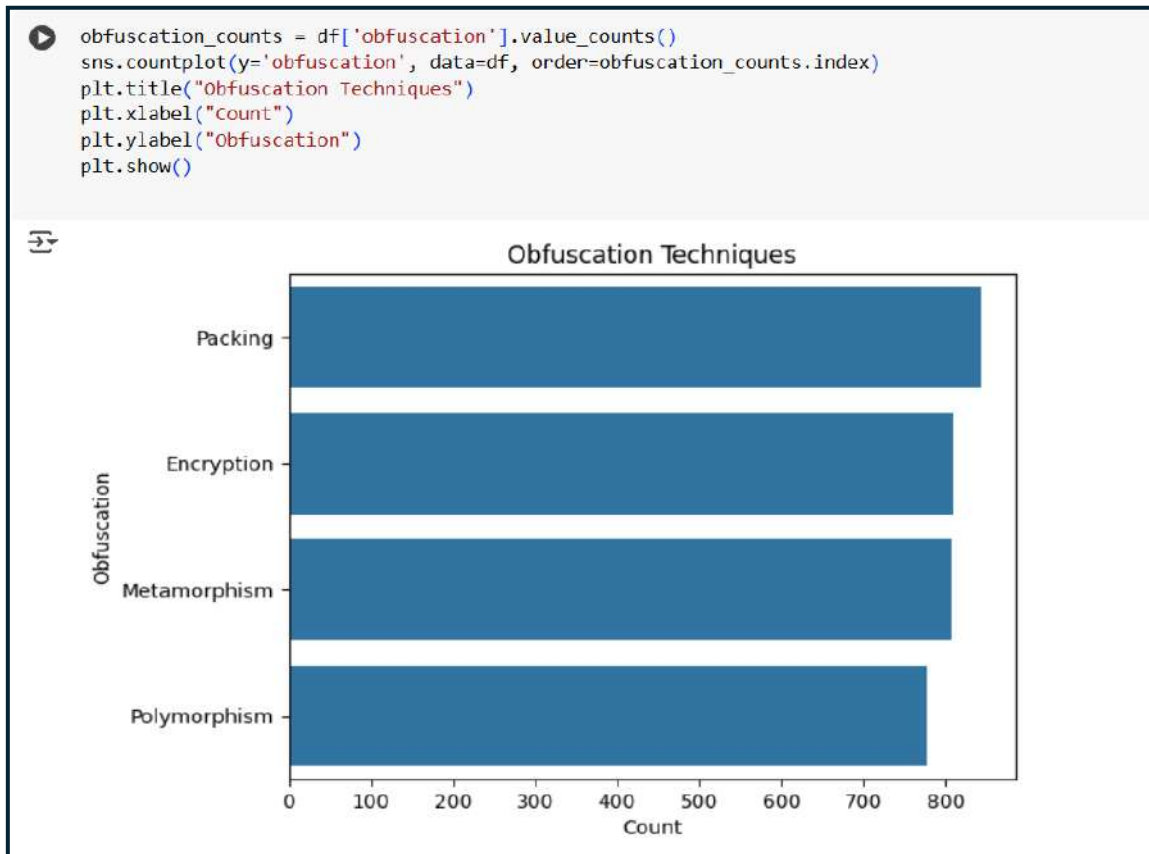 obfuscation_counts = df['obfuscation'].value_counts()
sns.countplot(y='obfuscation', data=df, order=obfuscation_counts.index)
plt.title("Obfuscation Techniques")
plt.xlabel("Count")
plt.ylabel("Obfuscation")
plt.show()
Obfuscation Techniques
Packing
Encryption
Metamorphism
Polymorphism
Obfuscation
0 100 200 300 400 500 600 700 800
Count